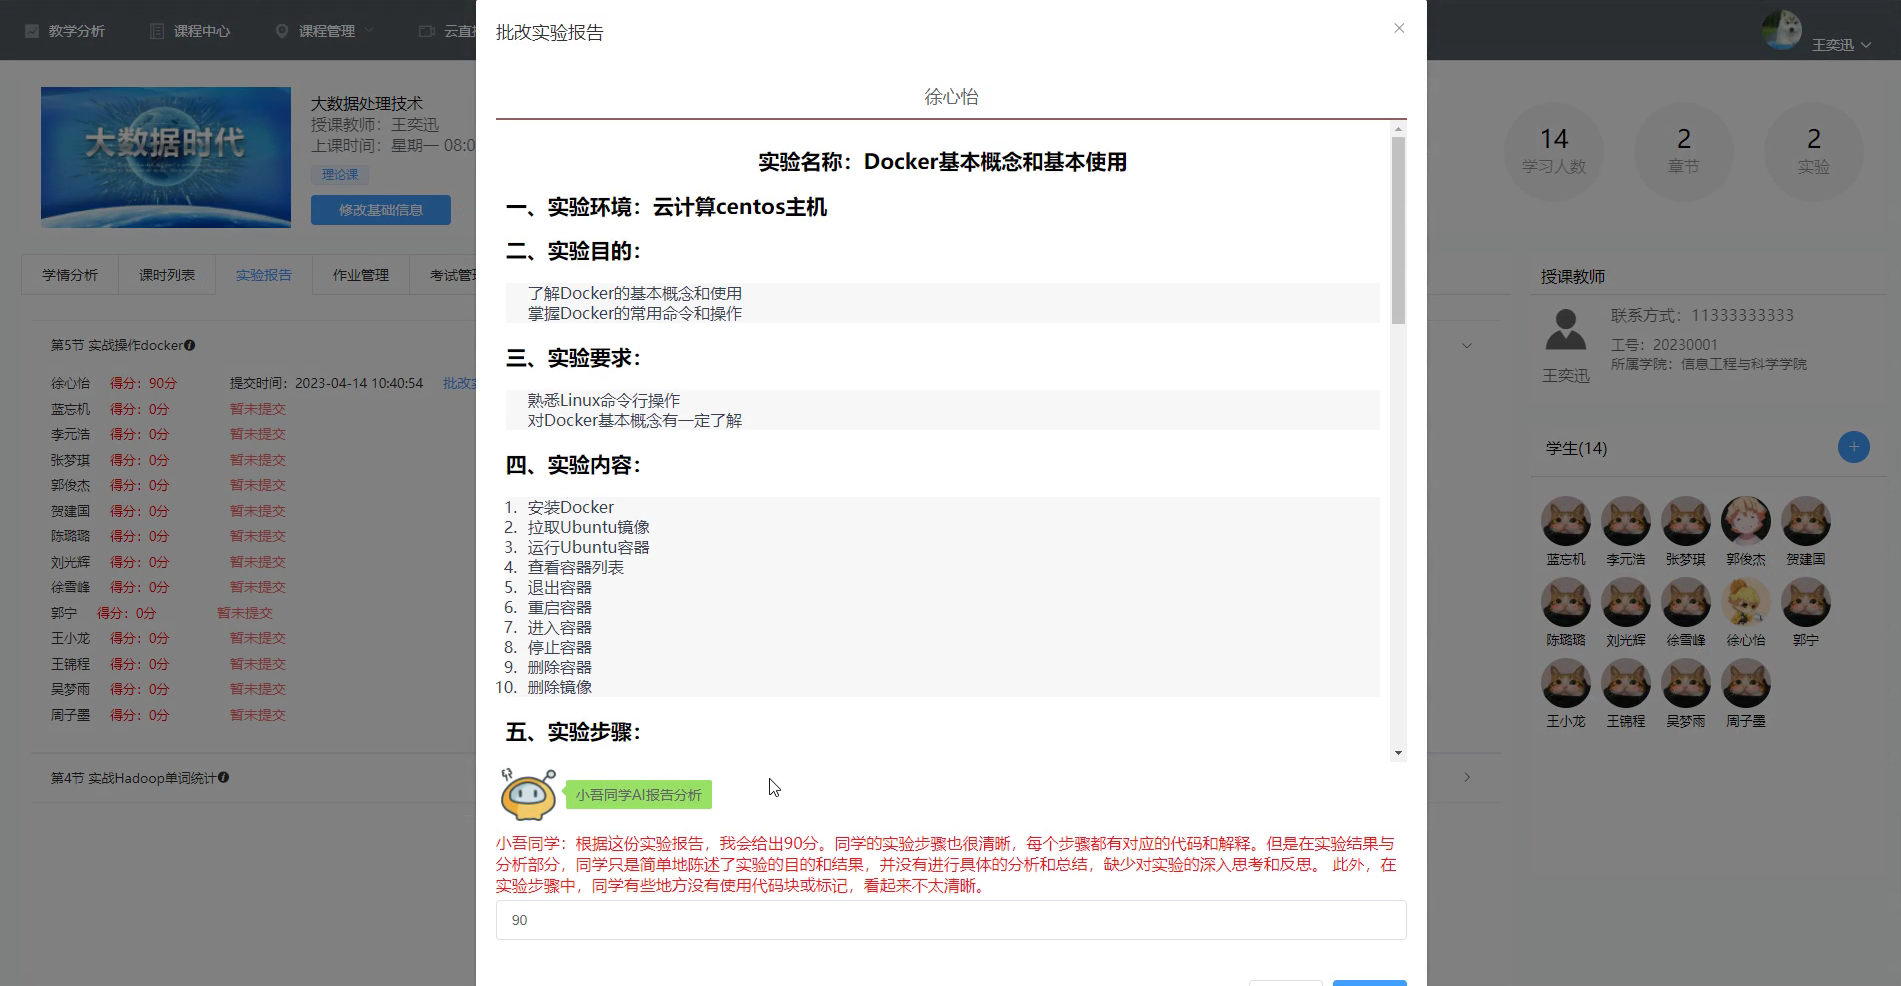 教学分析
课程中心
课程管理
云直
王奕迅
大数据时代
大数据处理技术
授课教师：王奕迅
上课时间：星期一 08:0
理论课
修改基础信息
14
学习人数
2
章节
2
实验
学情分析
课时列表
实验报告
作业管理
考试管
第5节 实战操作docker
徐心怡 得分：90分 提交时间：2023-04-14 10:40:54 批改
蓝忘机 得分：0分 暂未提交
李元浩 得分：0分 暂未提交
张梦琪 得分：0分 暂未提交
郭俊杰 得分：0分 暂未提交
贺建国 得分：0分 暂未提交
陈璐璐 得分：0分 暂未提交
刘光辉 得分：0分 暂未提交
徐雪峰 得分：0分 暂未提交
郭宁 得分：0分 暂未提交
王小龙 得分：0分 暂未提交
王锦程 得分：0分 暂未提交
吴梦雨 得分：0分 暂未提交
周子墨 得分：0分 暂未提交
第4节 实战Hadoop单词统计
批改实验报告
徐心怡
实验名称：Docker基本概念和基本使用
一、实验环境：云计算centos主机
二、实验目的：
了解Docker的基本概念和使用
掌握Docker的常用命令和操作
三、实验要求：
熟悉Linux命令行操作
对Docker基本概念有一定了解
四、实验内容：
1. 安装Docker
2. 拉取Ubuntu镜像
3. 运行Ubuntu容器
4. 查看容器列表
5. 退出容器
6. 重启容器
7. 进入容器
8. 停止容器
9. 删除容器
10. 删除镜像
五、实验步骤：
小吾同学AI报告分析
小吾同学：根据这份实验报告，我会给出90分。同学的实验步骤也很清晰，每个步骤都有对应的代码和解释。但是在实验结果与
分析部分，同学只是简单地陈述了实验的目的和结果，并没有进行具体的分析和总结，缺少对实验的深入思考和反思。 此外，在
实验步骤中，同学有些地方没有使用代码块或标记，看起来不太清晰。
90
授课教师
联系方式：11333333333
工号：20230001
所属学院：信息工程与科学学院
王奕迅
学生(14)
蓝忘机 李元浩 张梦琪 郭俊杰 贺建国
陈璐璐 刘光辉 徐雪峰 徐心怡 郭宁
王小龙 王锦程 吴梦雨 周子墨